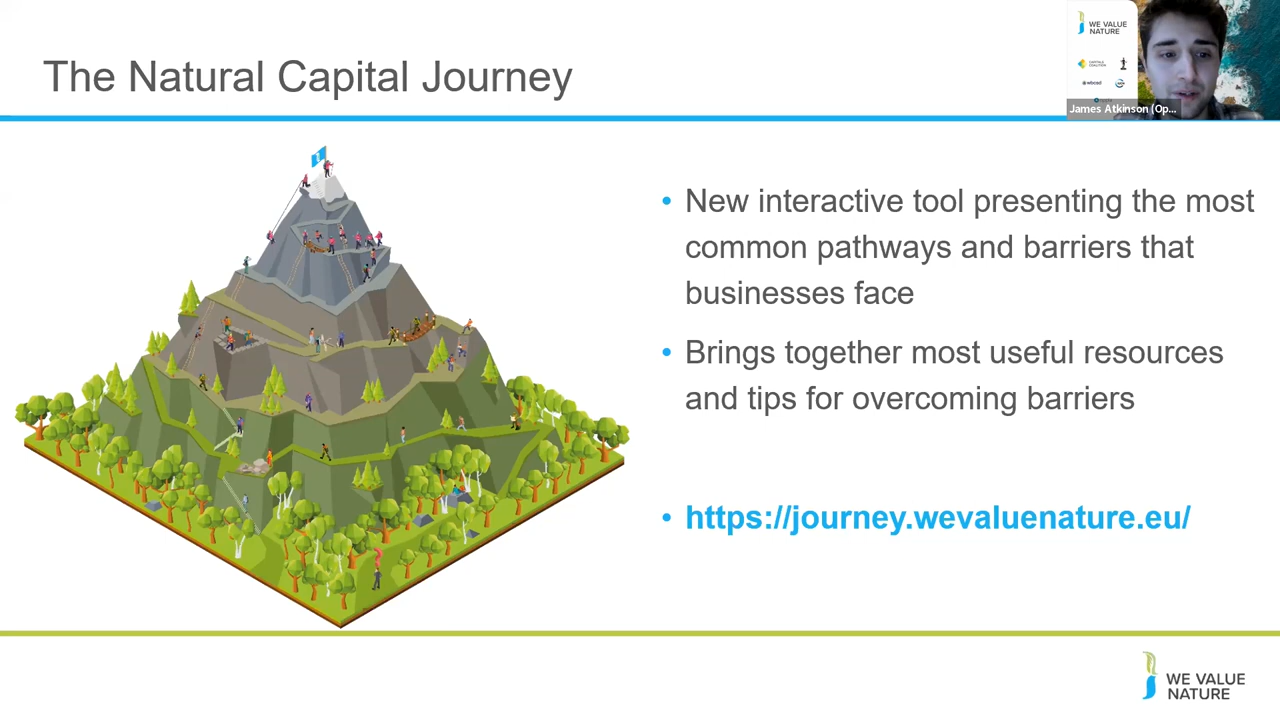 The Natural Capital Journey
WE VALUE
NATURE
CAPITALS
COALITION
James Atkinson (Op...
• New interactive tool presenting the most
common pathways and barriers that
businesses face
• Brings together most useful resources
and tips for overcoming barriers
• https://journey.wevaluenature.eu/
WE VALUE
NATURE